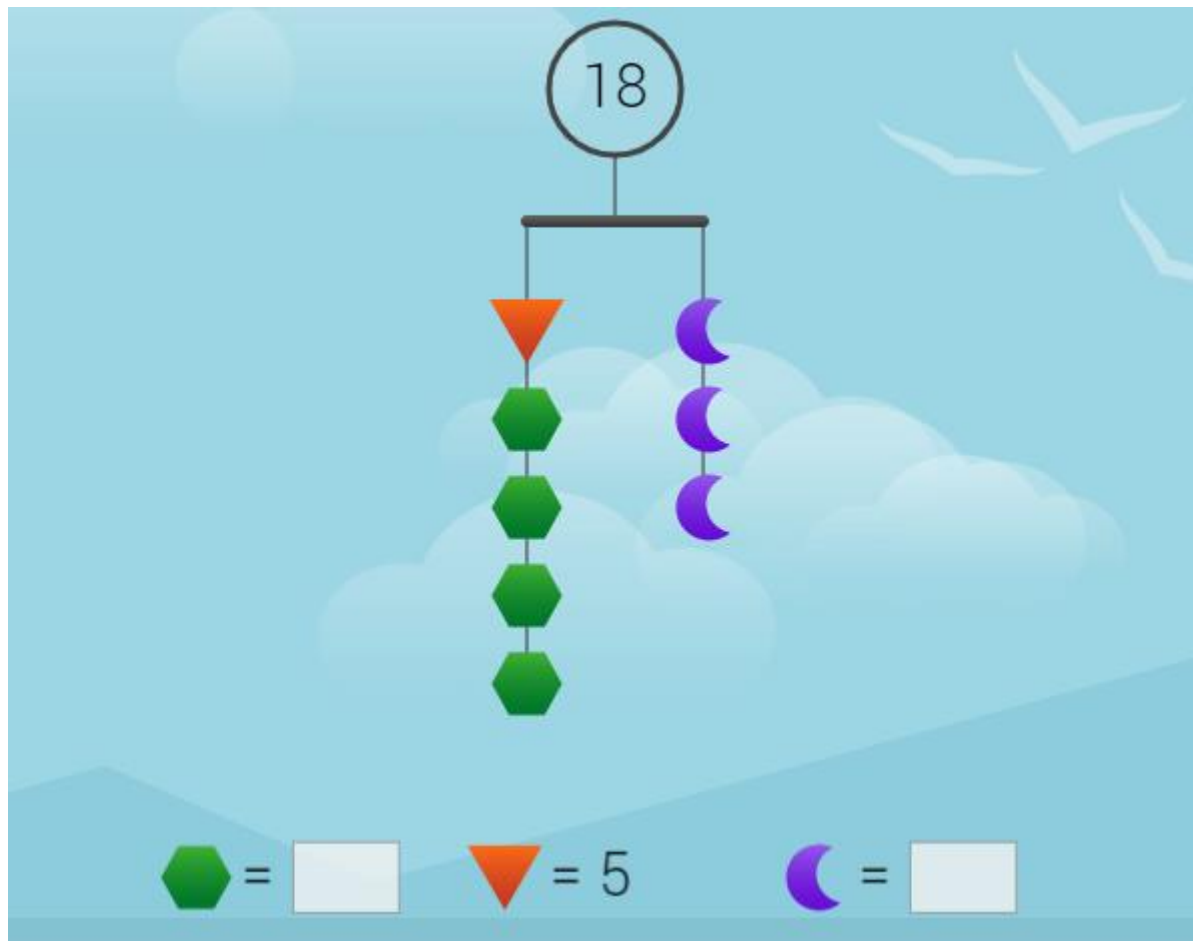 18
= = 5 =